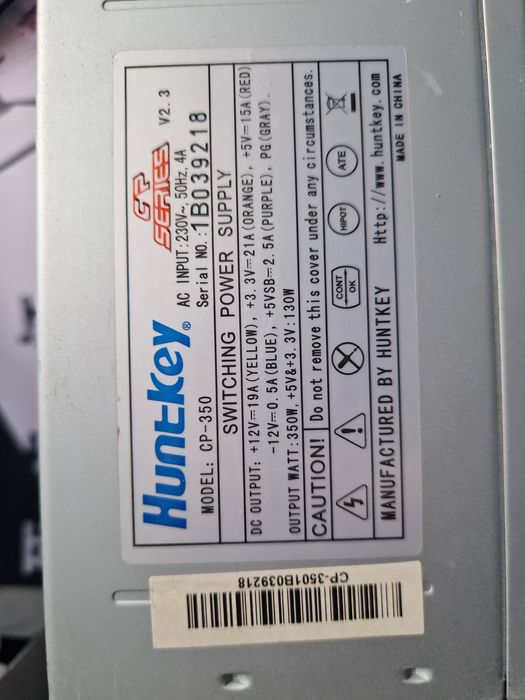 Huntkey®
CP
SERIES
V2.3
MODEL: CP-350
AC INPUT:230V~, 50Hz, 4A
Serial NO.:1B039218
SWITCHING POWER SUPPLY
DC OUTPUT: +12V⎓19A(YELLOW), +3.3V⎓21A(ORANGE), +5V⎓15A(RED)
-12V⎓0.5A(BLUE), +5VSB⎓2.5A(PURPLE), PG(GRAY).
OUTPUT WATT:350W, +5V&+3.3V:130W
CAUTION! Do not remove this cover under any circumstances.
CONT
OK
HIPOT
ATE
MANUFACTURED BY HUNTKEY Http://www.huntkey.com
MADE IN CHINA
CP-3501B039218